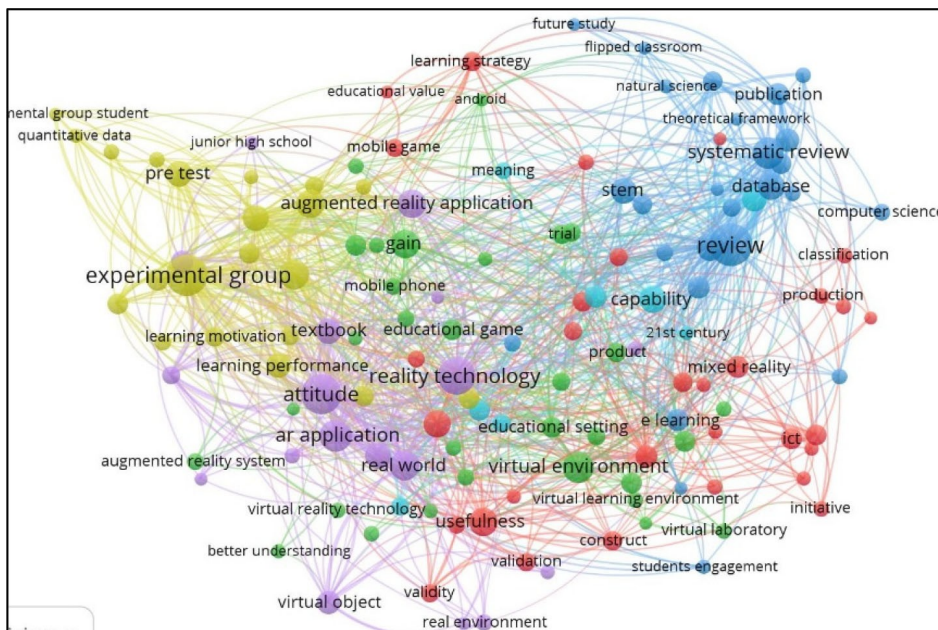 future study
flipped classroom
learning strategy
natural science
educational value
android
publication
mental group student
theoretical framework
quantitative data
junior high school
mobile game
systematic review
pre test
meaning
stem
database
augmented reality application
computer science
trial
gain
review
classification
experimental group
mobile phone
capability
production
learning motivation
textbook
educational game
21st century
product
learning performance
reality technology
mixed reality
attitude
educational setting
e learning
ar application
ict
augmented reality system
real world
virtual environment
virtual learning environment
virtual reality technology
usefulness
initiative
virtual laboratory
better understanding
construct
validation
students engagement
validity
virtual object
real environment